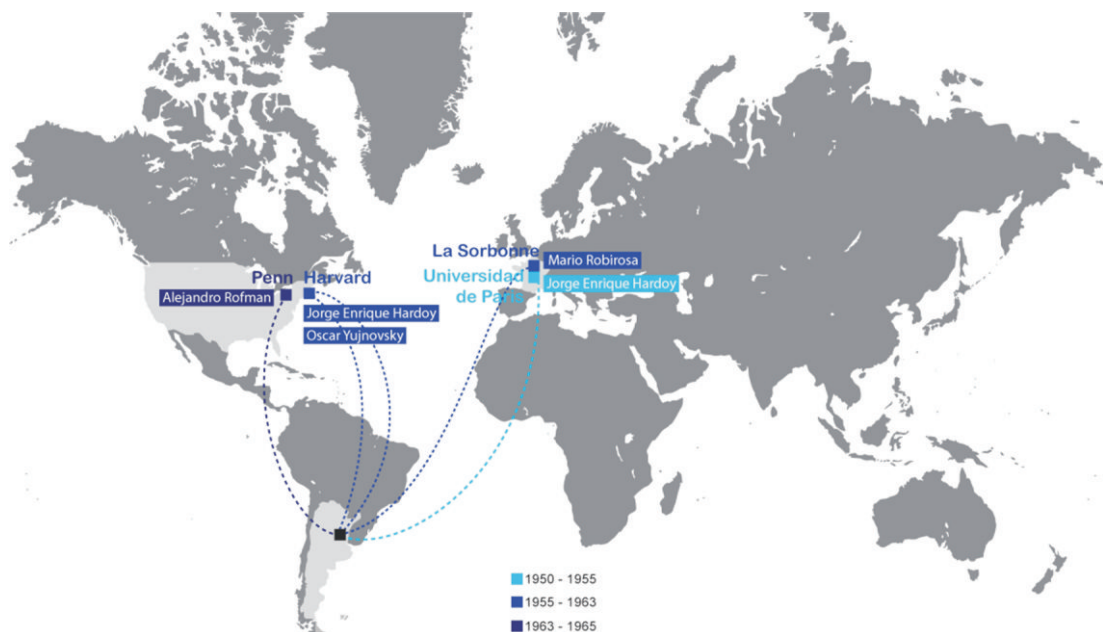 Penn
Harvard
Alejandro Rofman
Jorge Enrique Hardoy
Oscar Yujnovsky
La Sorbonne
Mario Robirosa
Universidad
de París
Jorge Enrique Hardoy
1950 - 1955
1955 - 1963
1963 - 1965